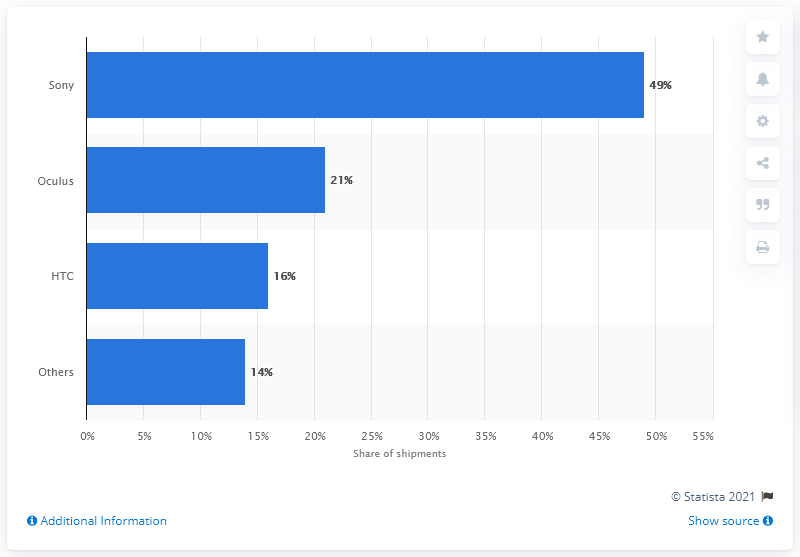 Sony
49%
Oculus
21%
HTC
16%
Others
14%
0% 5% 10% 15% 20% 25% 30% 35% 40% 45% 50% 55%
Share of shipments
© Statista 2021
Additional Information
Show source